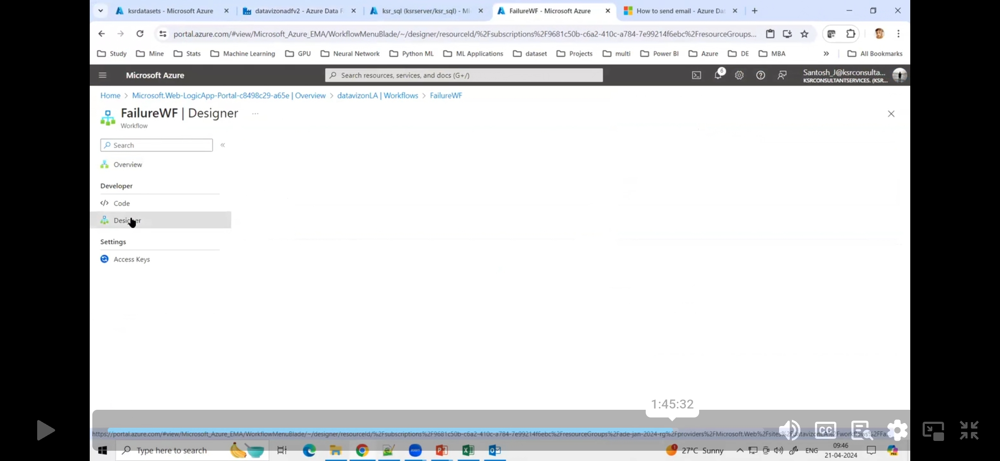 ksrdatasets - Microsoft Azure
datavizonadfv2 - Azure Data F
ksr_sql (ksrserver/ksr_sql) - Mi
FailureWF - Microsoft Azure
How to send email - Azure Dat
portal.azure.com/#view/Microsoft_Azure_EMA/WorkflowMenuBlade/~/designer/resourceId/%2Fsubscriptions%2F9681c50b-c6a2-410c-a784-7e99214f6ebc%2FresourceGroups...
Study Mine Stats Machine Learning GPU Neural Network Python ML ML Applications dataset Projects multi Power BI Azure DE MBA » All Bookmarks
Microsoft Azure
Search resources, services, and docs (G+/)
6
Santosh_J@ksrconsulta...
KSRCONSULTANTSERVICES. (KSR...
Home > Microsoft.Web-LogicApp-Portal-c8498c29-a65e | Overview > datavizonLA | Workflows > FailureWF
FailureWF | Designer ...
Workflow
Search «
Overview
Developer
</> Code
Designer
Settings
Access Keys
1:45:32
CC
https://portal.azure.com/#view/Microsoft_Azure_EMA/WorkflowMenuBlade/~/designer/resourceId/%2Fsubscriptions%2F9681c50b-c6a2-410c-a784-7e99214f6ebc%2FresourceGroups%2Fade-jan-2024-rg%2Fproviders%2FMicrosoft.Web%2Fsites%2FdatavizonLA%2Fworkflows%2FFa...
Type here to search
zoom
1
27°C Sunny
ENG
09:46
21-04-2024
PRE